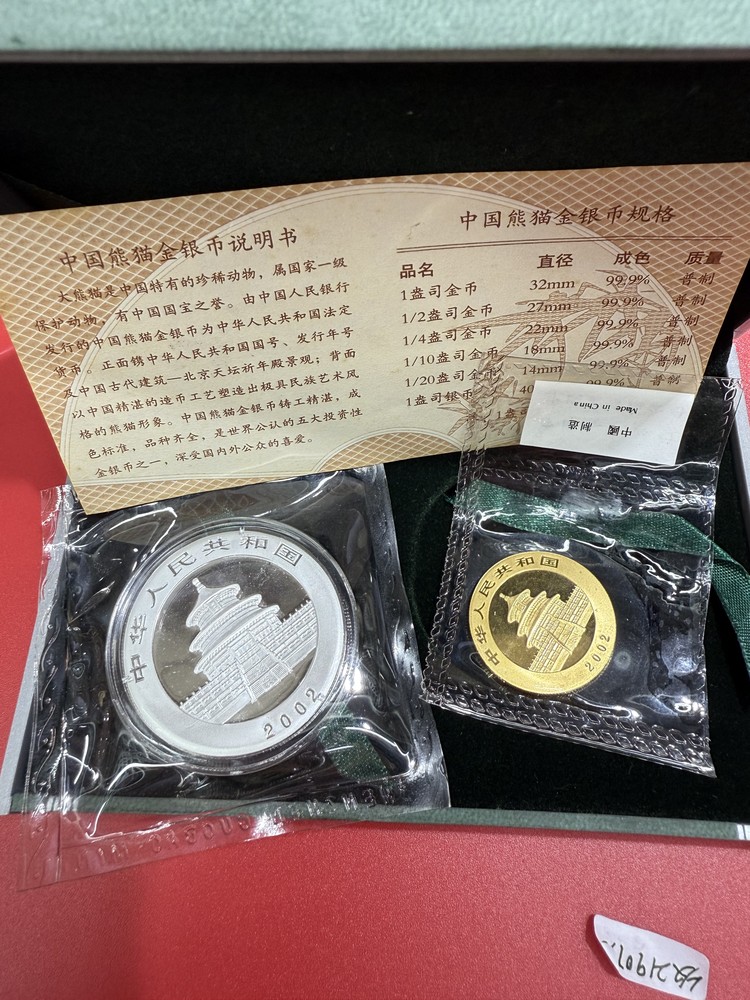 中国熊猫金银币说明书
大熊猫是中国特有的珍稀动物，属国家一级
保护动物，有中国国宝之誉。由中国人民银行
发行的中国熊猫金银币为中华人民共和国法定
货币。正面镌中华人民共和国国号、发行年号
及中国古代建筑—北京天坛祈年殿景观；背面
以中国精湛的造币工艺塑造出极具民族艺术风
格的熊猫形象。中国熊猫金银币铸工精湛，成
色标准，品种齐全，是世界公认的五大投资性
金银币之一，深受国内外公众的喜爱。
中国熊猫金银币规格
品名 直径 成色 质量
1盎司金币 32mm 99.9% 普制
1/2盎司金币 27mm 99.9% 普制
1/4盎司金币 22mm 99.9% 普制
1/10盎司金币 18mm 99.9% 普制
1/20盎司金币 14mm 99.9% 普制
1盎司银币 40 99.9% 普制
中國 制造
Made in China
中华人民共和国
2002
中华人民共和国
2002